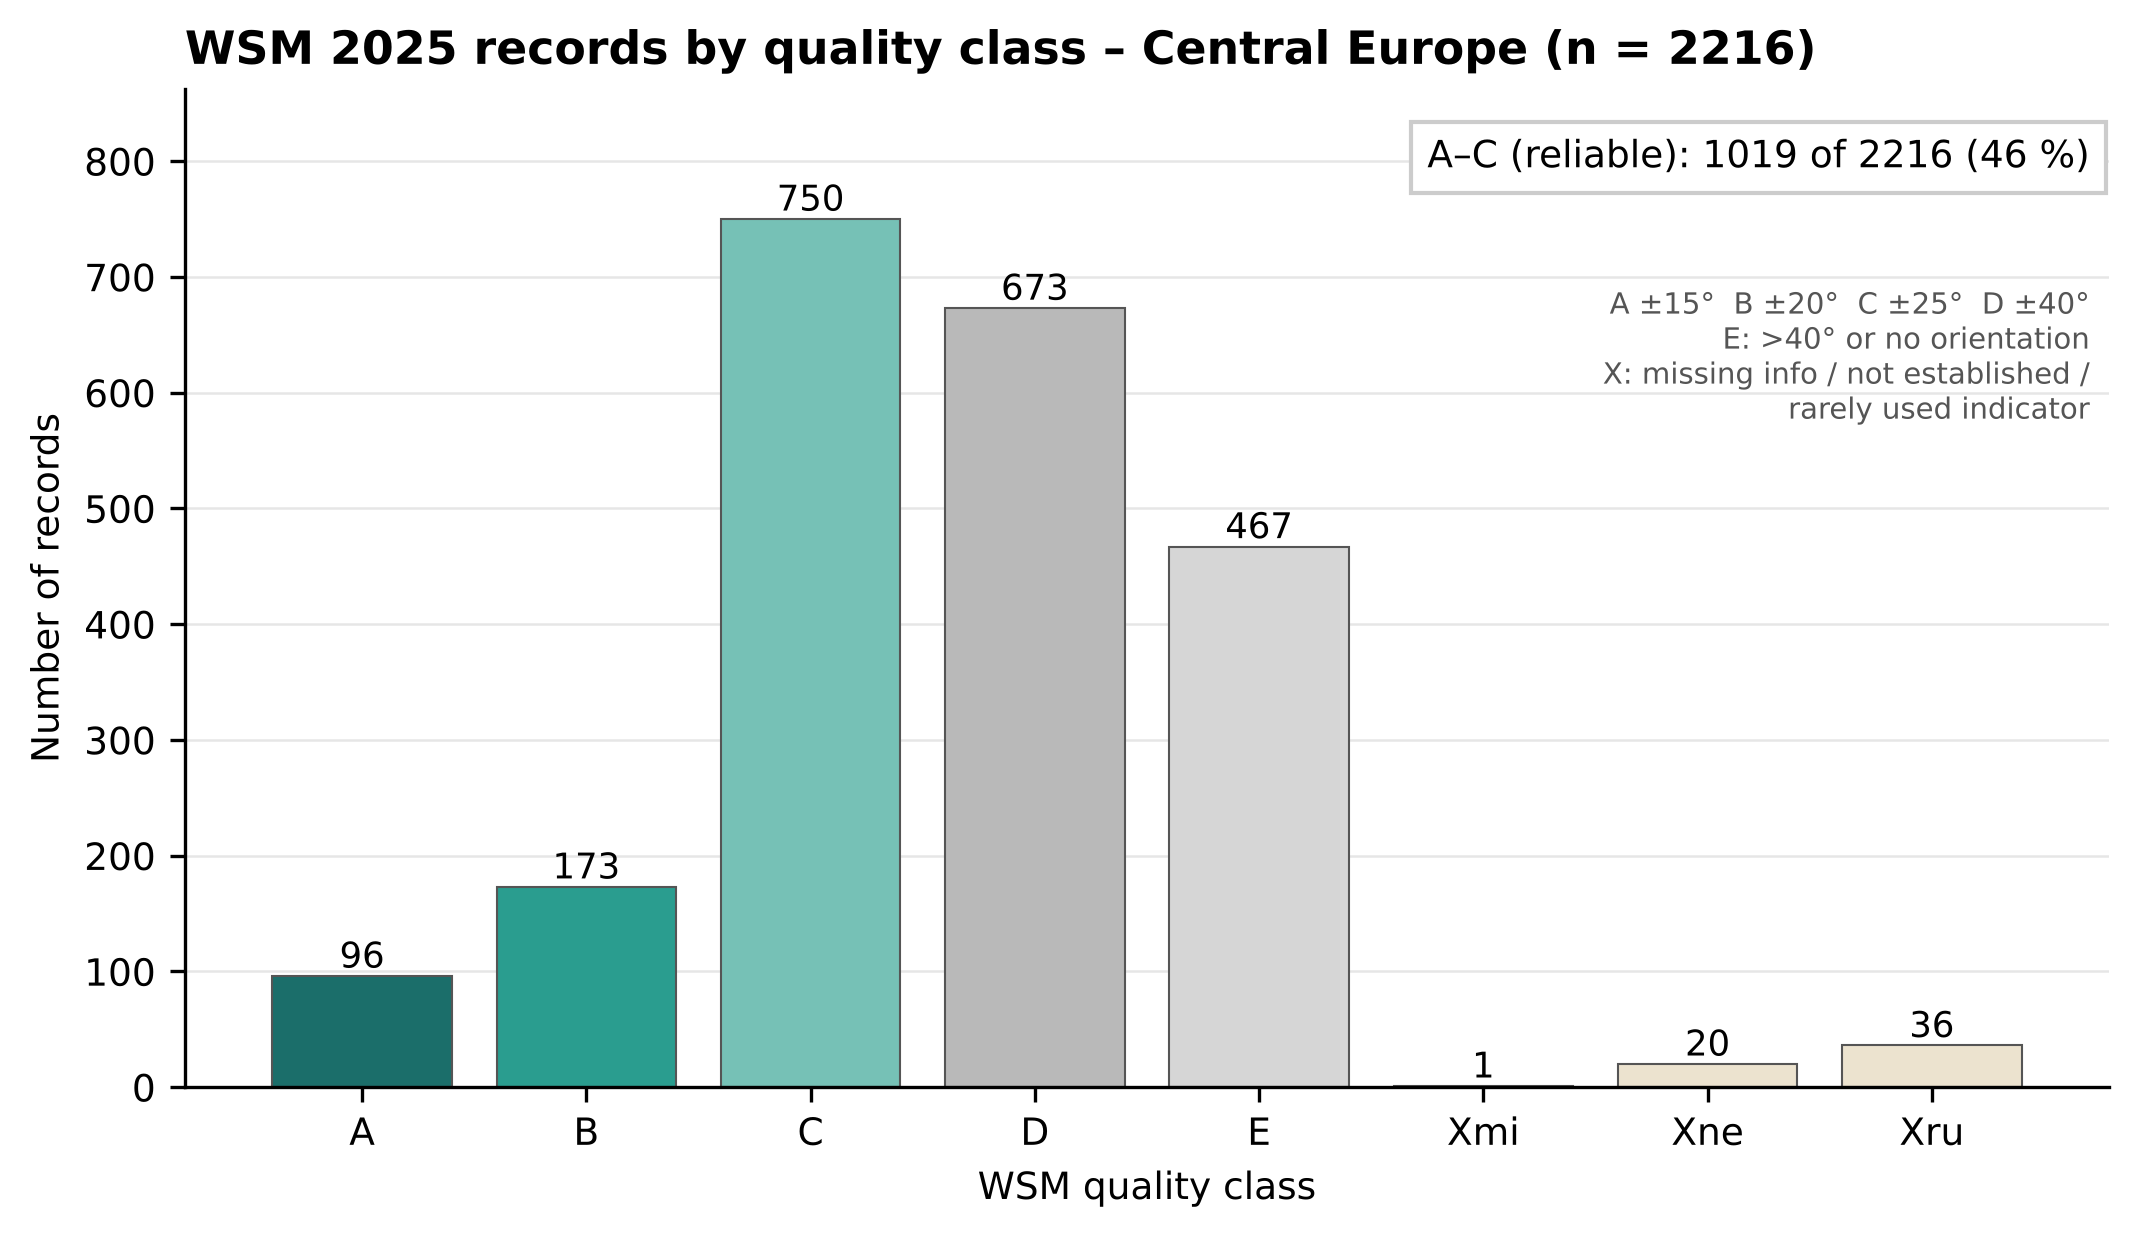 WSM 2025 records by quality class – Central Europe (n = 2216)
A–C (reliable): 1019 of 2216 (46 %)
A ±15°  B ±20°  C ±25°  D ±40°
E: >40° or no orientation
X: missing info / not established /
rarely used indicator
Number of records
800
700
600
500
400
300
200
100
0
96
173
750
673
467
1
20
36
A
B
C
D
E
Xmi
Xne
Xru
WSM quality class